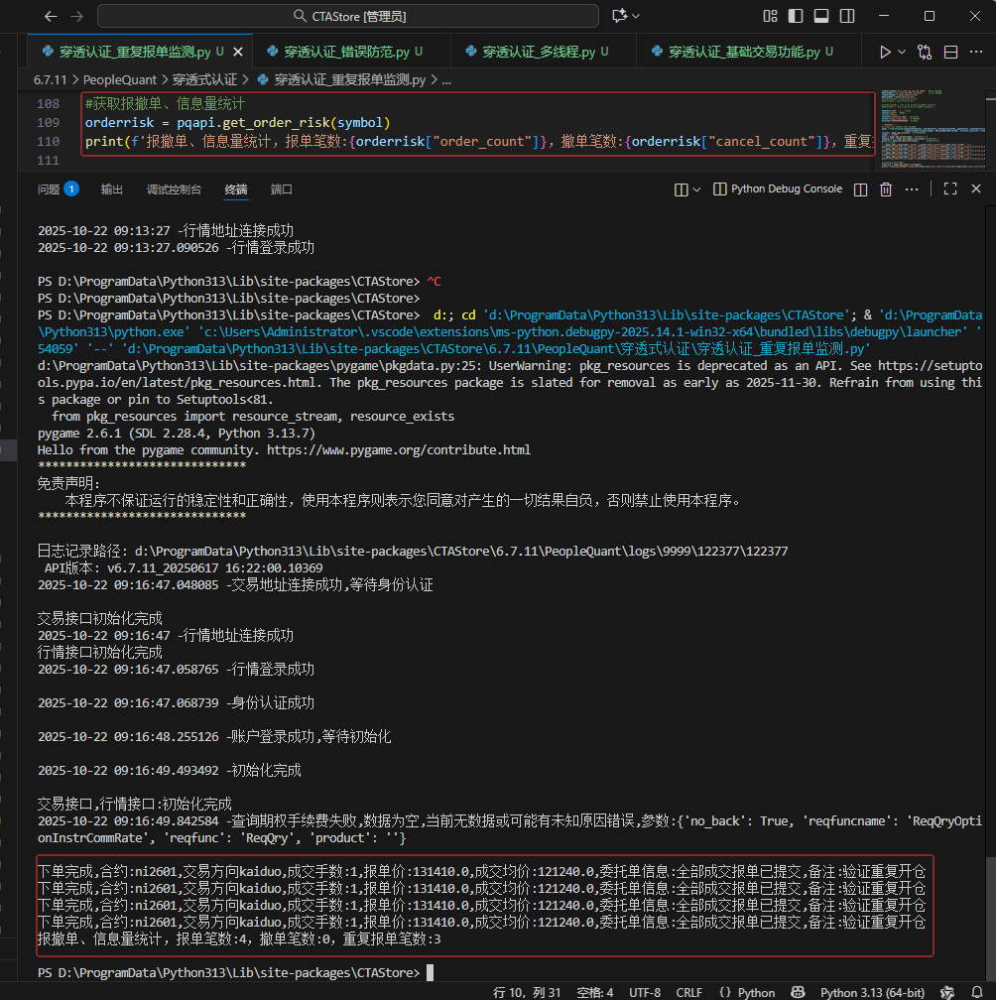 CTAStore [管理员]
穿透认证_重复报单监测.py U
穿透认证_错误防范.py U
穿透认证_多线程.py U
穿透认证_基础交易功能.py U
6.7.11 > PeopleQuant > 穿透式认证 > 穿透认证_重复报单监测.py > ...
108 #获取报撤单、信息量统计
109 orderrisk = pqapi.get_order_risk(symbol)
110 print(f'报撤单、信息量统计，报单笔数:{orderrisk["order_count"]}，撤单笔数:{orderrisk["cancel_count"]}，重复
111
问题 1 输出 调试控制台 终端 端口
Python Debug Console
2025-10-22 09:13:27 -行情地址连接成功
2025-10-22 09:13:27.090526 -行情登录成功
PS D:\ProgramData\Python313\Lib\site-packages\CTAStore> ^C
PS D:\ProgramData\Python313\Lib\site-packages\CTAStore>
PS D:\ProgramData\Python313\Lib\site-packages\CTAStore>  d:; cd 'd:\ProgramData\Python313\Lib\site-packages\CTAStore'; & 'd:\ProgramData
\Python313\python.exe' 'c:\Users\Administrator\.vscode\extensions\ms-python.debugpy-2025.14.1-win32-x64\bundled\libs\debugpy\launcher' '
54059' '--' 'd:\ProgramData\Python313\Lib\site-packages\CTAStore\6.7.11\PeopleQuant\穿透式认证\穿透认证_重复报单监测.py'
d:\ProgramData\Python313\Lib\site-packages\pygame\pkgdata.py:25: UserWarning: pkg_resources is deprecated as an API. See https://setupto
ols.pypa.io/en/latest/pkg_resources.html. The pkg_resources package is slated for removal as early as 2025-11-30. Refrain from using thi
s package or pin to Setuptools<81.
from pkg_resources import resource_stream, resource_exists
pygame 2.6.1 (SDL 2.28.4, Python 3.13.7)
Hello from the pygame community. https://www.pygame.org/contribute.html
******************************
免责声明:
本程序不保证运行的稳定性和正确性，使用本程序则表示您同意对产生的一切结果自负，否则禁止使用本程序。
******************************
日志记录路径: d:\ProgramData\Python313\Lib\site-packages\CTAStore\6.7.11\PeopleQuant\logs\9999\122377\122377
API版本: v6.7.11_20250617 16:22:00.10369
2025-10-22 09:16:47.048085 -交易地址连接成功,等待身份认证
交易接口初始化完成
2025-10-22 09:16:47 -行情地址连接成功
行情接口初始化完成
2025-10-22 09:16:47.058765 -行情登录成功
2025-10-22 09:16:47.068739 -身份认证成功
2025-10-22 09:16:48.255126 -账户登录成功,等待初始化
2025-10-22 09:16:49.493492 -初始化完成
交易接口,行情接口:初始化完成
2025-10-22 09:16:49.842584 -查询期权手续费失败,数据为空,当前无数据或可能有未知原因错误,参数:{'no_back': True, 'reqfuncname': 'ReqQryOpti
onInstrCommRate', 'reqfunc': 'ReqQry', 'product': ''}
下单完成,合约:ni2601,交易方向kaiduo,成交手数:1,报单价:131410.0,成交均价:121240.0,委托单信息:全部成交报单已提交,备注:验证重复开仓
下单完成,合约:ni2601,交易方向kaiduo,成交手数:1,报单价:131410.0,成交均价:121240.0,委托单信息:全部成交报单已提交,备注:验证重复开仓
下单完成,合约:ni2601,交易方向kaiduo,成交手数:1,报单价:131410.0,成交均价:121240.0,委托单信息:全部成交报单已提交,备注:验证重复开仓
下单完成,合约:ni2601,交易方向kaiduo,成交手数:1,报单价:131410.0,成交均价:121240.0,委托单信息:全部成交报单已提交,备注:验证重复开仓
报撤单、信息量统计，报单笔数:4，撤单笔数:0，重复报单笔数:3
PS D:\ProgramData\Python313\Lib\site-packages\CTAStore>
行 10，列 31 空格: 4 UTF-8 CRLF {} Python Python 3.13 (64-bit)